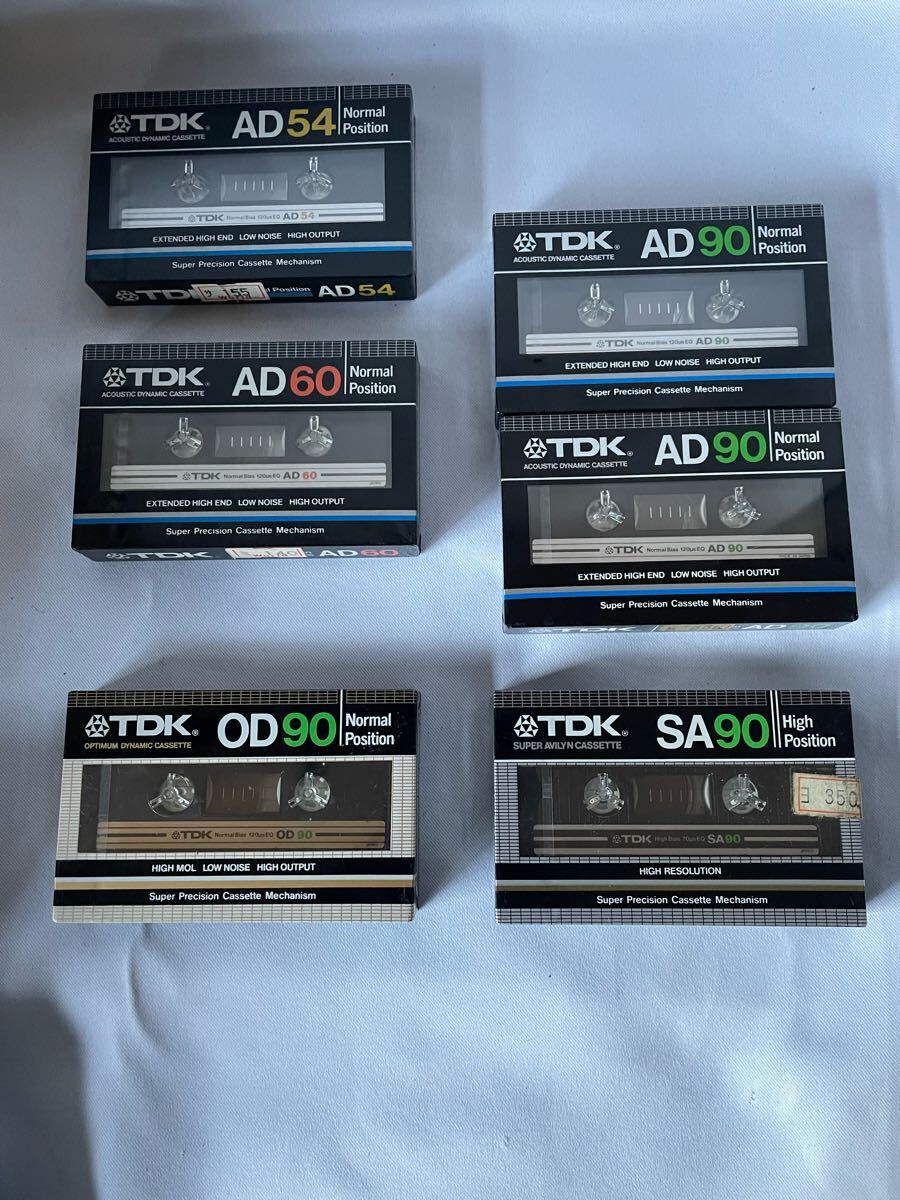 TDK. AD54 Normal Position
ACOUSTIC DYNAMIC CASSETTE
TDK Normal Bias 120μs EQ AD 54
EXTENDED HIGH END LOW NOISE HIGH OUTPUT
Super Precision Cassette Mechanism
155 Position AD54
TDK. AD60 Normal Position
ACOUSTIC DYNAMIC CASSETTE
TDK Normal Bias 120μs EQ AD 60
EXTENDED HIGH END LOW NOISE HIGH OUTPUT
Super Precision Cassette Mechanism
TDK AD60
TDK. AD90 Normal Position
ACOUSTIC DYNAMIC CASSETTE
TDK Normal Bias 120μs EQ AD 90
EXTENDED HIGH END LOW NOISE HIGH OUTPUT
Super Precision Cassette Mechanism
TDK. AD90 Normal Position
ACOUSTIC DYNAMIC CASSETTE
TDK Normal Bias 120μs EQ AD 90
EXTENDED HIGH END LOW NOISE HIGH OUTPUT
Super Precision Cassette Mechanism
TDK
TDK. OD90 Normal Position
OPTIMUM DYNAMIC CASSETTE
TDK Normal Bias 120μs EQ OD 90
HIGH MOL LOW NOISE HIGH OUTPUT
Super Precision Cassette Mechanism
TDK. SA90 High Position
SUPER AVILYN CASSETTE
ヨ 350
TDK High Bias 70μs EQ SA90
HIGH RESOLUTION
Super Precision Cassette Mechanism